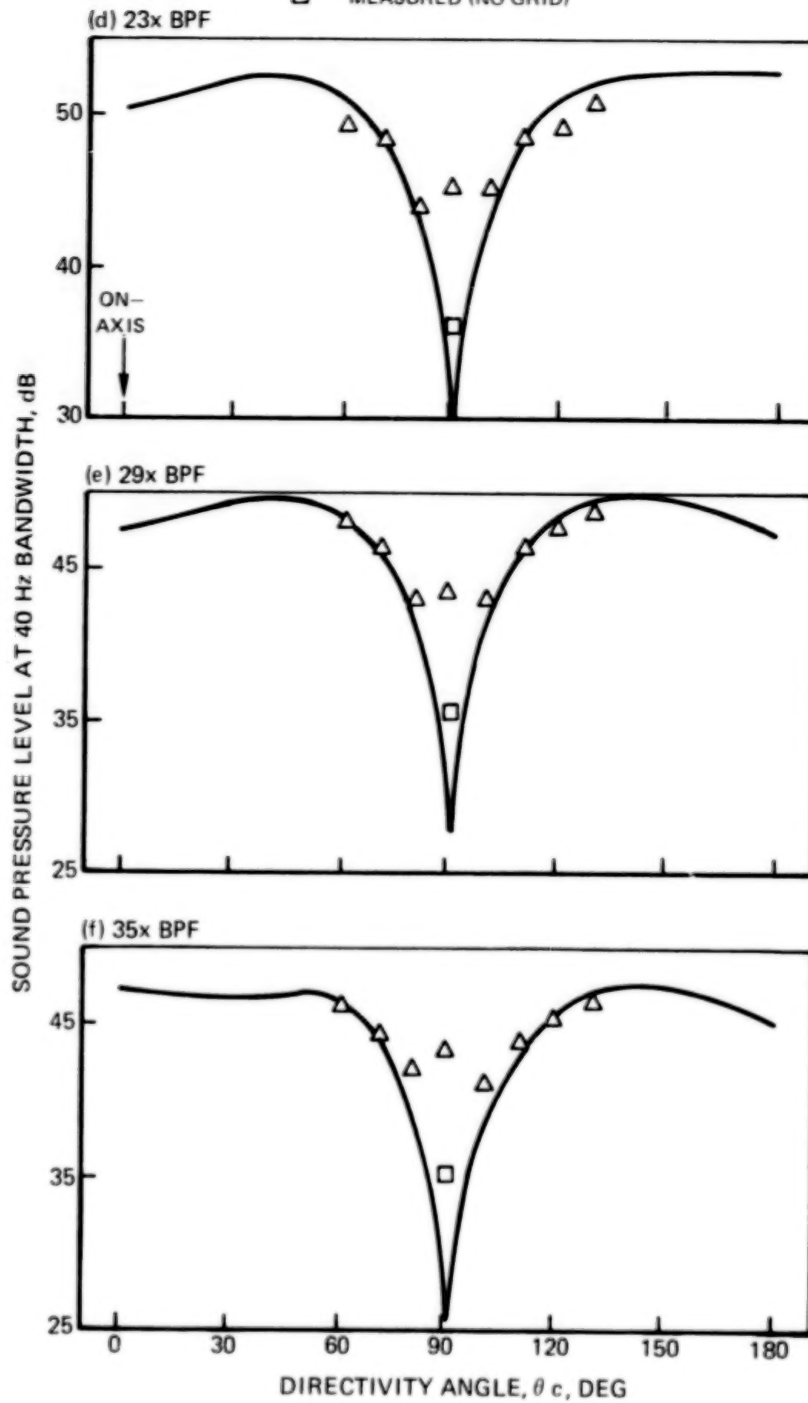 MEASURED (NO GRID)
(d) 23x BPF
50
40
ON–
AXIS
30
(e) 29x BPF
45
35
25
(f) 35x BPF
45
35
25
0 30 60 90 120 150 180
DIRECTIVITY ANGLE, θ c, DEG
SOUND PRESSURE LEVEL AT 40 Hz BANDWIDTH, dB